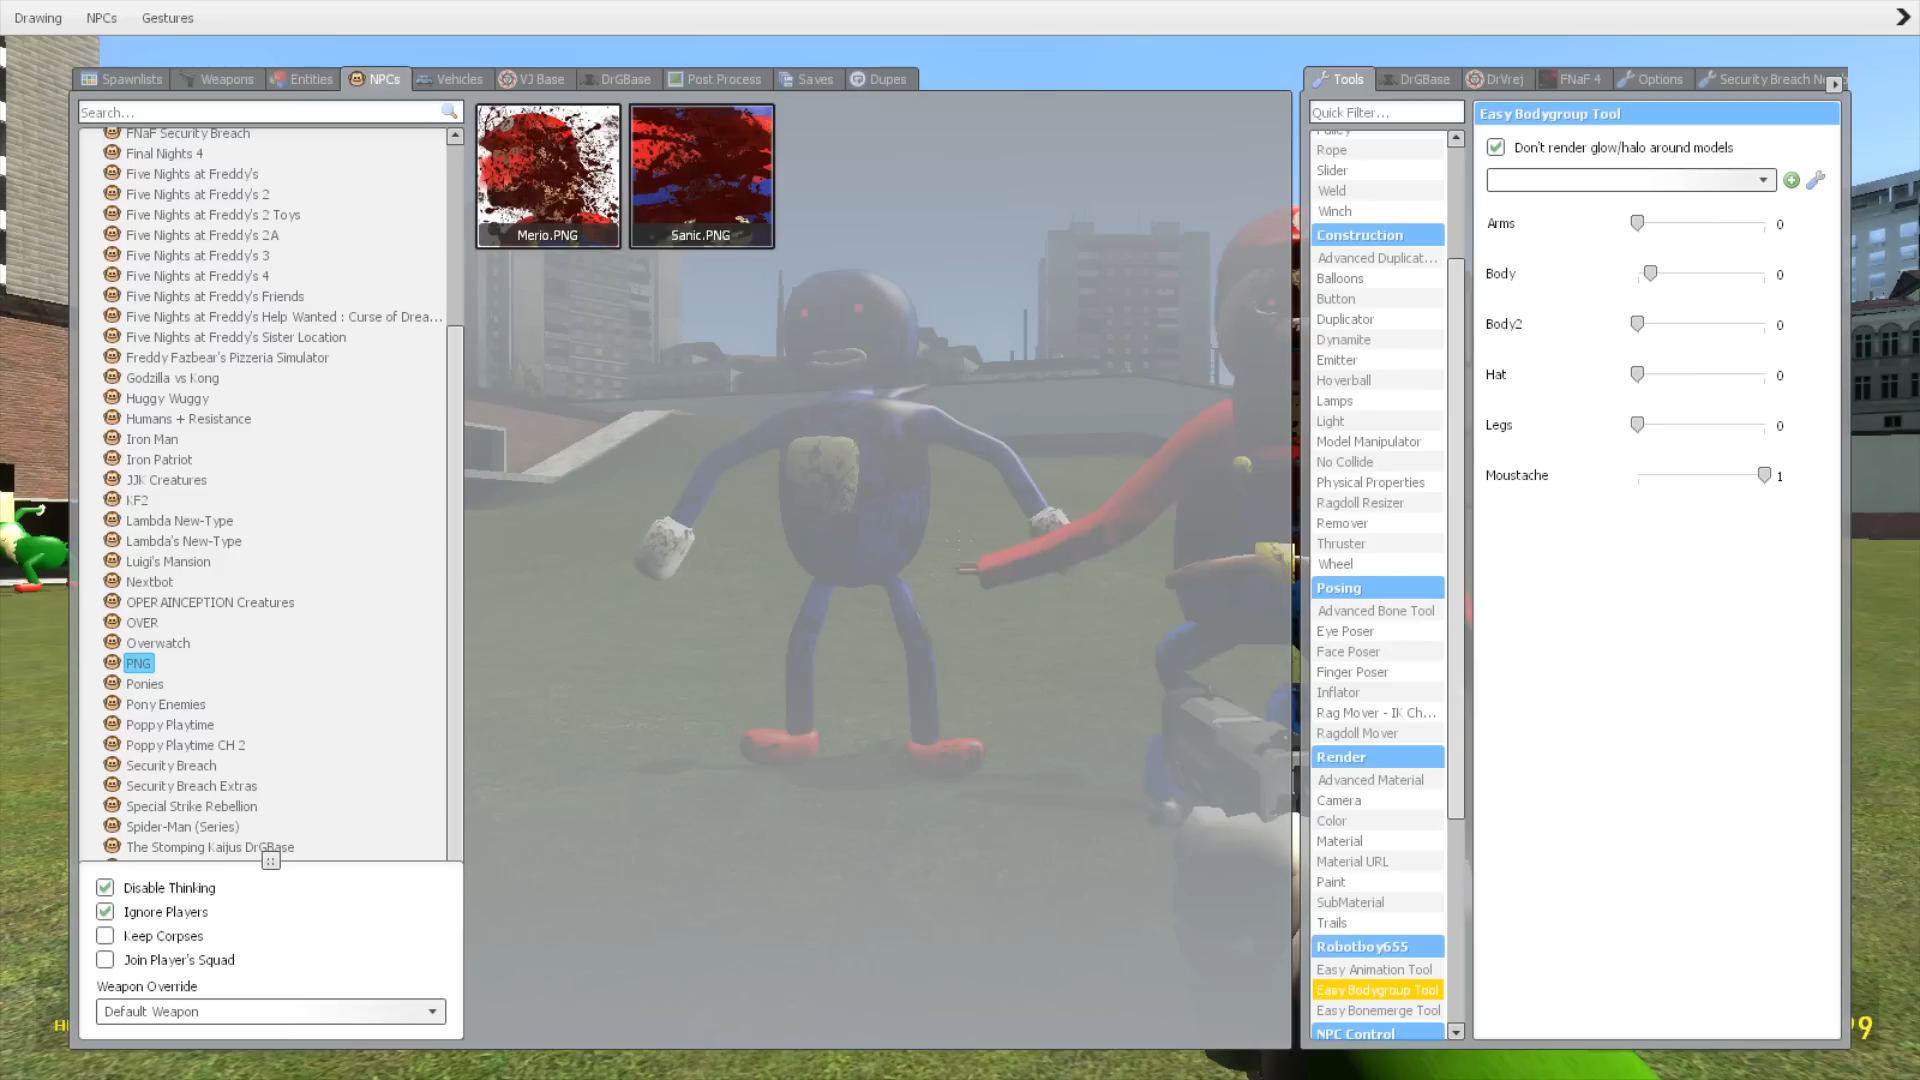 Drawing NPCs Gestures
Spawnlists Weapons Entities NPCs Vehicles VJ Base DrGBase Post Process Saves Dupes
Search...
FNaF Security Breach
Final Nights 4
Five Nights at Freddy's
Five Nights at Freddy's 2
Five Nights at Freddy's 2 Toys
Five Nights at Freddy's 2A
Five Nights at Freddy's 3
Five Nights at Freddy's 4
Five Nights at Freddy's Friends
Five Nights at Freddy's Help Wanted : Curse of Drea...
Five Nights at Freddy's Sister Location
Freddy Fazbear's Pizzeria Simulator
Godzilla vs Kong
Huggy Wuggy
Humans + Resistance
Iron Man
Iron Patriot
JJK Creatures
KF2
Lambda New-Type
Lambda's New-Type
Luigi's Mansion
Nextbot
OPERAINCEPTION Creatures
OVER
Overwatch
PNG
Ponies
Pony Enemies
Poppy Playtime
Poppy Playtime CH 2
Security Breach
Security Breach Extras
Special Strike Rebellion
Spider-Man (Series)
The Stomping Kaijus DrGBase
Disable Thinking
Ignore Players
Keep Corpses
Join Player's Squad
Weapon Override
Default Weapon
Merio.PNG
Sanic.PNG
Tools DrGBase DrVrej FNaF 4 Options Security Breach
Quick Filter...
Pulley
Rope
Slider
Weld
Winch
Construction
Advanced Duplicat...
Balloons
Button
Duplicator
Dynamite
Emitter
Hoverball
Lamps
Light
Model Manipulator
No Collide
Physical Properties
Ragdoll Resizer
Remover
Thruster
Wheel
Posing
Advanced Bone Tool
Eye Poser
Face Poser
Finger Poser
Inflator
Rag Mover - IK Ch...
Ragdoll Mover
Render
Advanced Material
Camera
Color
Material
Material URL
Paint
SubMaterial
Trails
Robotboy655
Easy Animation Tool
Easy Bodygroup Tool
Easy Bonemerge Tool
NPC Control
Easy Bodygroup Tool
Don't render glow/halo around models
Arms 0
Body 0
Body2 0
Hat 0
Legs 0
Moustache 1